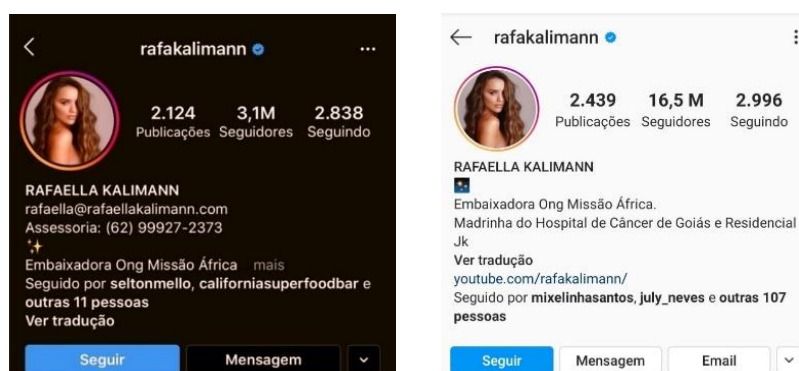 rafakalimann
2.124 3,1M 2.838
Publicações Seguidores Seguindo
RAFAELLA KALIMANN
rafaella@rafaellakalimann.com
Assessoria: (62) 99927-2373
Embaixadora Ong Missão África mais
Seguido por seltonmello, californiasuperfoodbar e
outras 11 pessoas
Ver tradução
Seguir Mensagem
rafakalimann
2.439 16,5 M 2.996
Publicações Seguidores Seguindo
RAFAELLA KALIMANN
Embaixadora Ong Missão África.
Madrinha do Hospital de Câncer de Goiás e Residencial
Jk
Ver tradução
youtube.com/rafakalimann/
Seguido por mixelinhasantos, july_neves e outras 107
pessoas
Seguir Mensagem Email